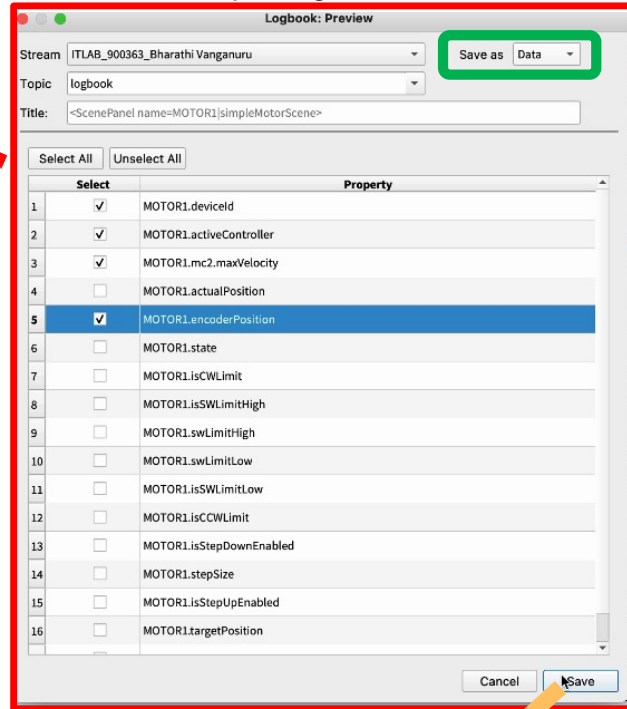 Logbook: Preview
Stream ITLAB_900363_Bharathi Vanganuru Save as Data
Topic logbook
Title: <ScenePanel name=MOTOR1|simpleMotorScene>
Select All Unselect All
Select Property
1 MOTOR1.deviceId
2 MOTOR1.activeController
3 MOTOR1.mc2.maxVelocity
4 MOTOR1.actualPosition
5 MOTOR1.encoderPosition
6 MOTOR1.state
7 MOTOR1.isCWLimit
8 MOTOR1.isSWLimitHigh
9 MOTOR1.swLimitHigh
10 MOTOR1.swLimitLow
11 MOTOR1.isSWLimitLow
12 MOTOR1.isCCWLimit
13 MOTOR1.isStepDownEnabled
14 MOTOR1.stepSize
15 MOTOR1.isStepUpEnabled
16 MOTOR1.targetPosition
Cancel Save